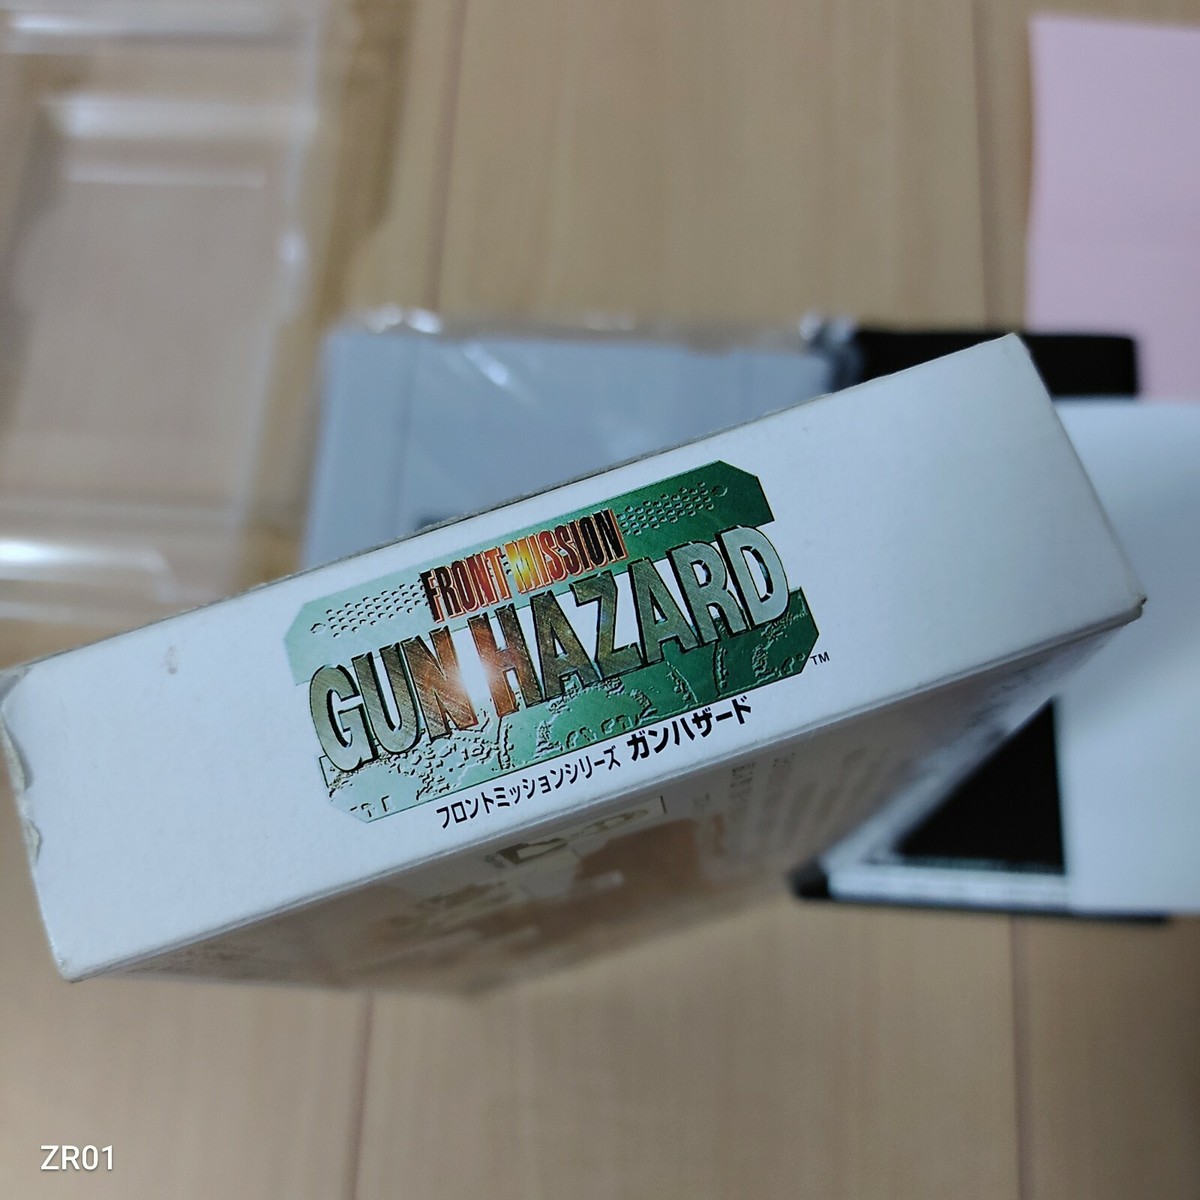 FRONT MISSION
GUN HAZARD
TM
フロントミッションシリーズ ガンハザード
ZR01